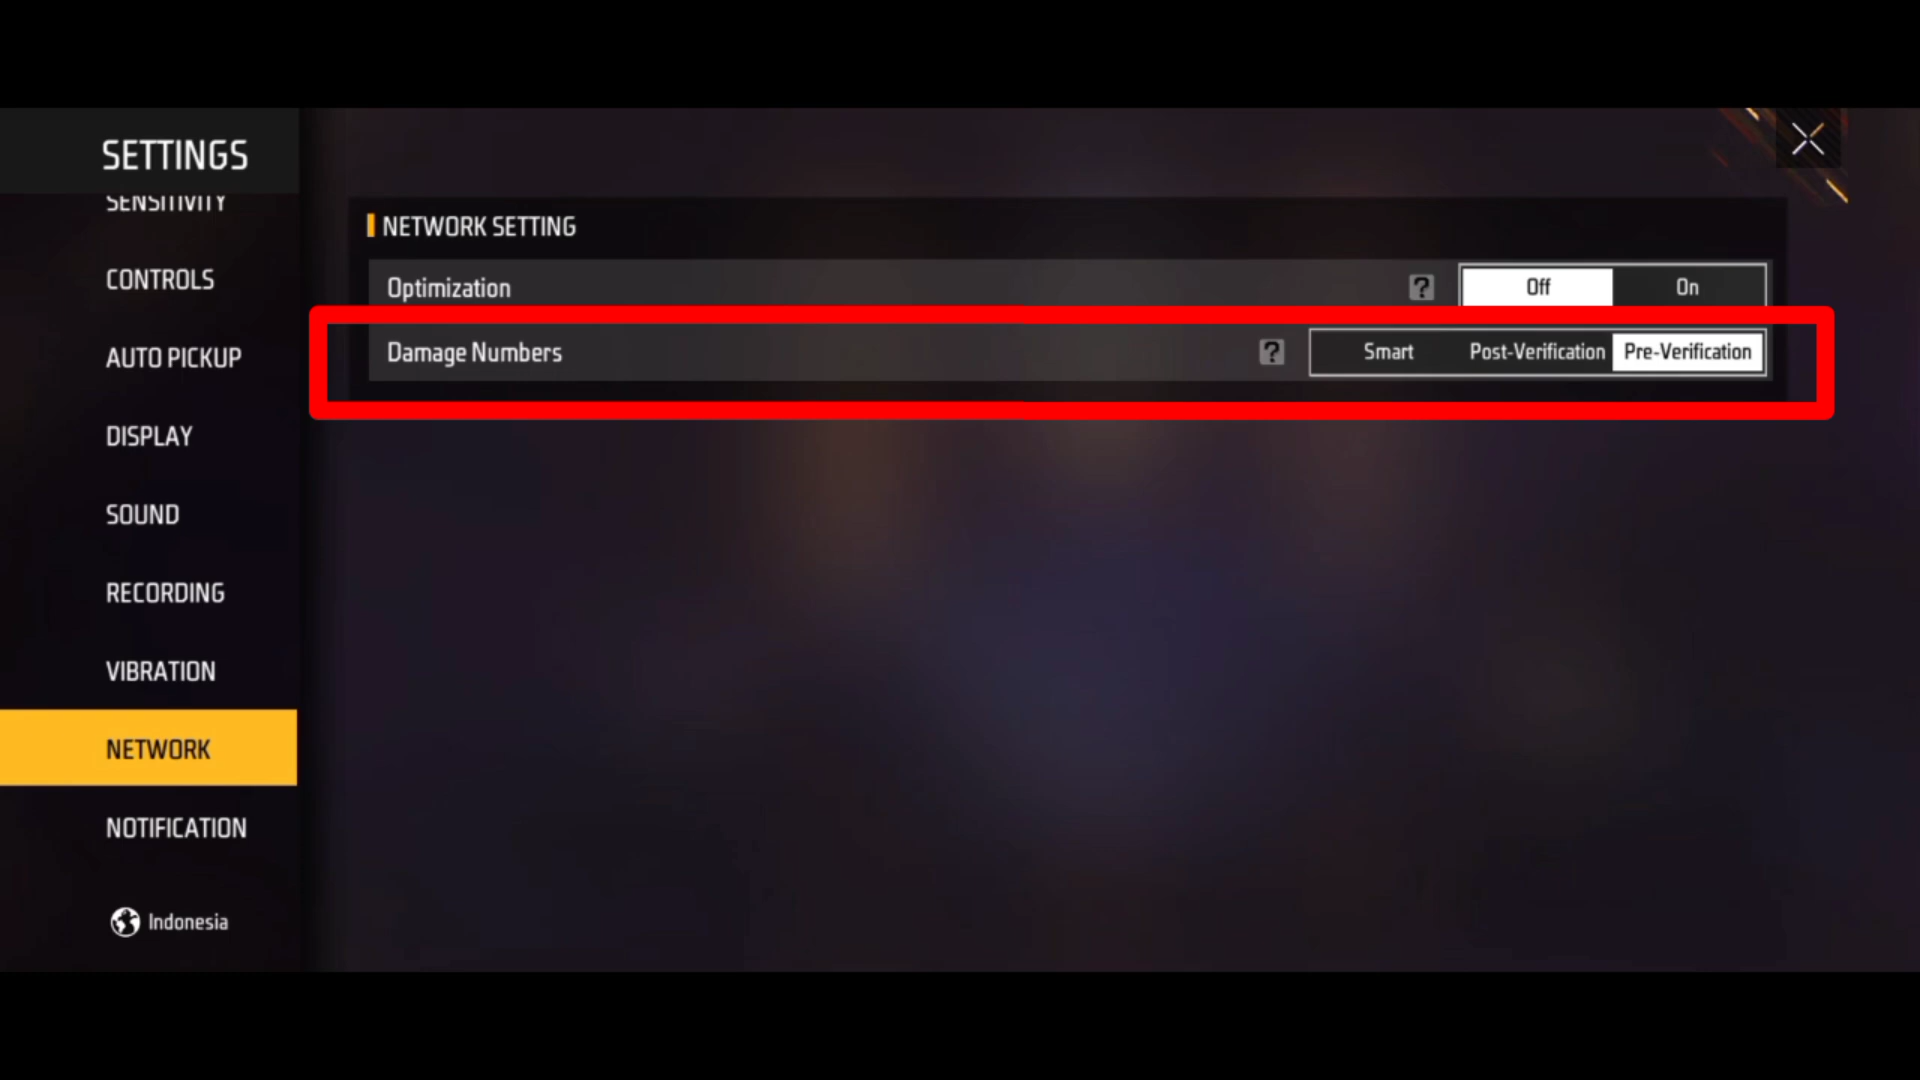 SETTINGS
SENSITIVITY
CONTROLS
AUTO PICKUP
DISPLAY
SOUND
RECORDING
VIBRATION
NETWORK
NOTIFICATION
Indonesia
NETWORK SETTING
Optimization ? Off On
Damage Numbers ? Smart Post-Verification Pre-Verification